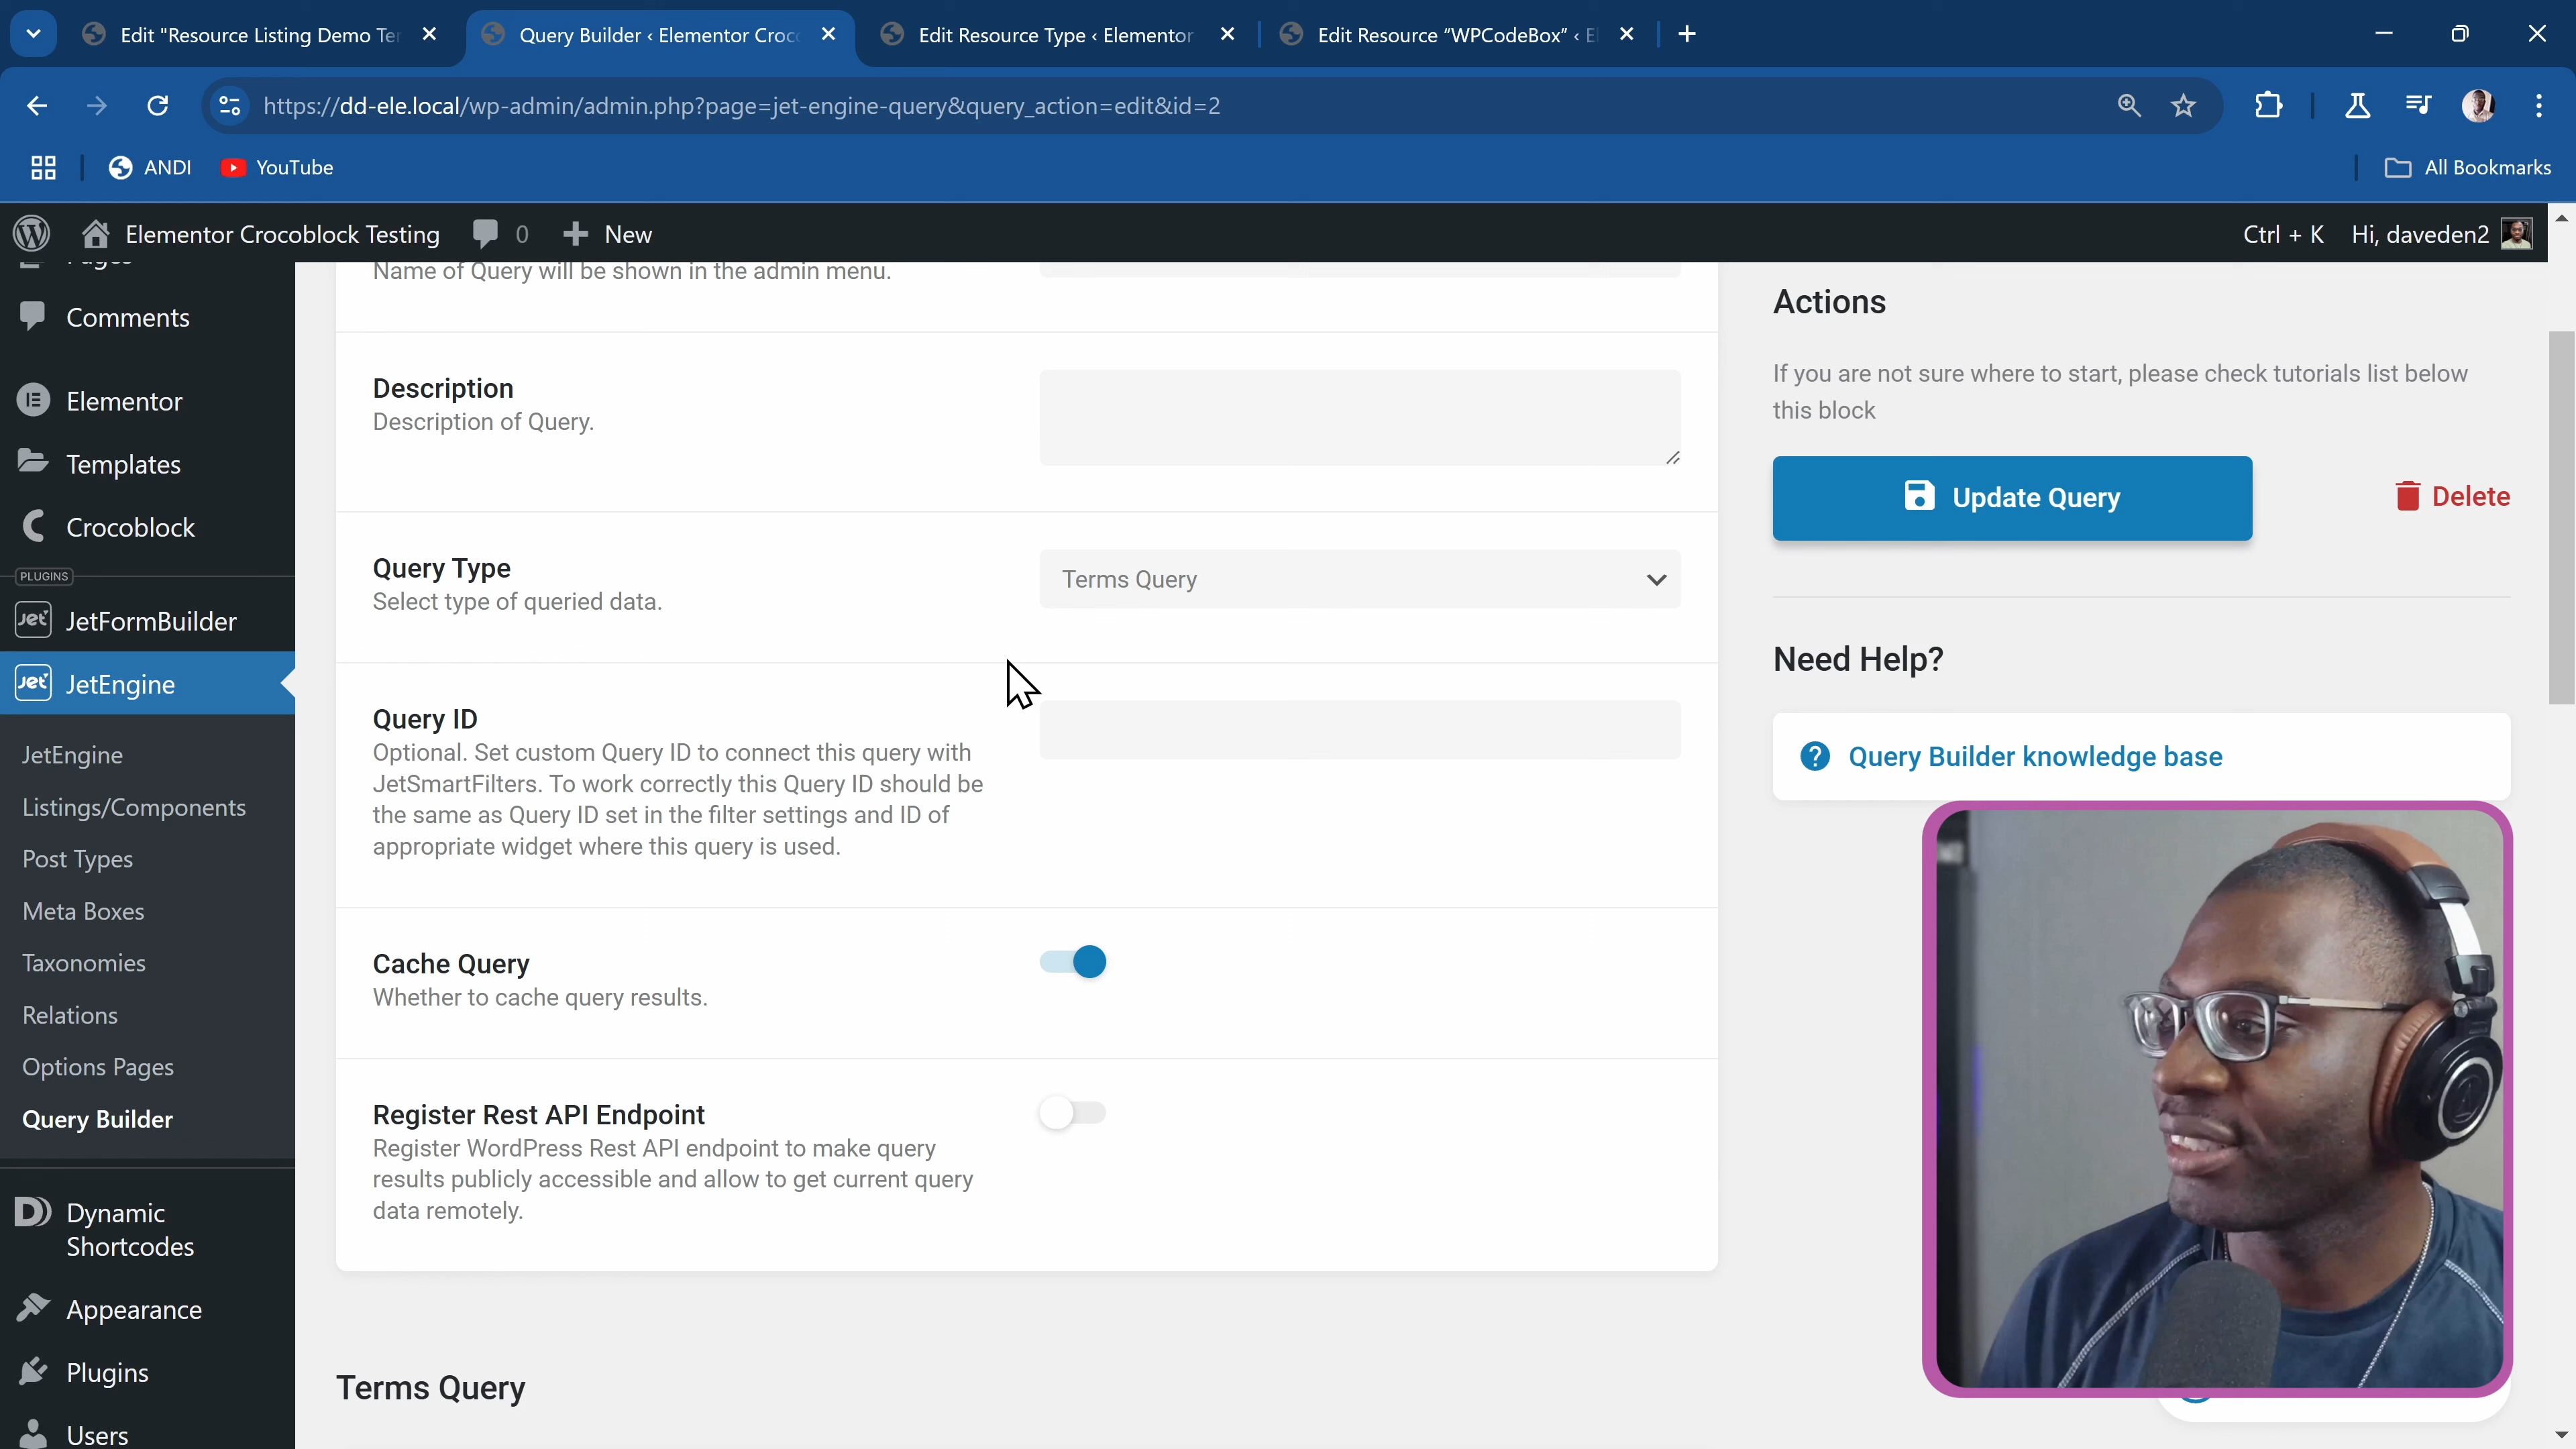 Edit "Resource Listing Demo Ter
Query Builder ‹ Elementor Croco
Edit Resource Type ‹ Elementor
Edit Resource “WPCodeBox” ‹ El
https://dd-ele.local/wp-admin/admin.php?page=jet-engine-query&query_action=edit&id=2
ANDI
YouTube
All Bookmarks
Elementor Crocoblock Testing
0
New
Ctrl + K
Hi, daveden2
Pages
Comments
Elementor
Templates
Crocoblock
PLUGINS
Jet JetFormBuilder
Jet JetEngine
JetEngine
Listings/Components
Post Types
Meta Boxes
Taxonomies
Relations
Options Pages
Query Builder
Dynamic
Shortcodes
Appearance
Plugins
Users
Name of Query will be shown in the admin menu.
Description
Description of Query.
Query Type
Select type of queried data.
Terms Query
Query ID
Optional. Set custom Query ID to connect this query with
JetSmartFilters. To work correctly this Query ID should be
the same as Query ID set in the filter settings and ID of
appropriate widget where this query is used.
Cache Query
Whether to cache query results.
Register Rest API Endpoint
Register WordPress Rest API endpoint to make query
results publicly accessible and allow to get current query
data remotely.
Terms Query
Actions
If you are not sure where to start, please check tutorials list below
this block
Update Query
Delete
Need Help?
Query Builder knowledge base